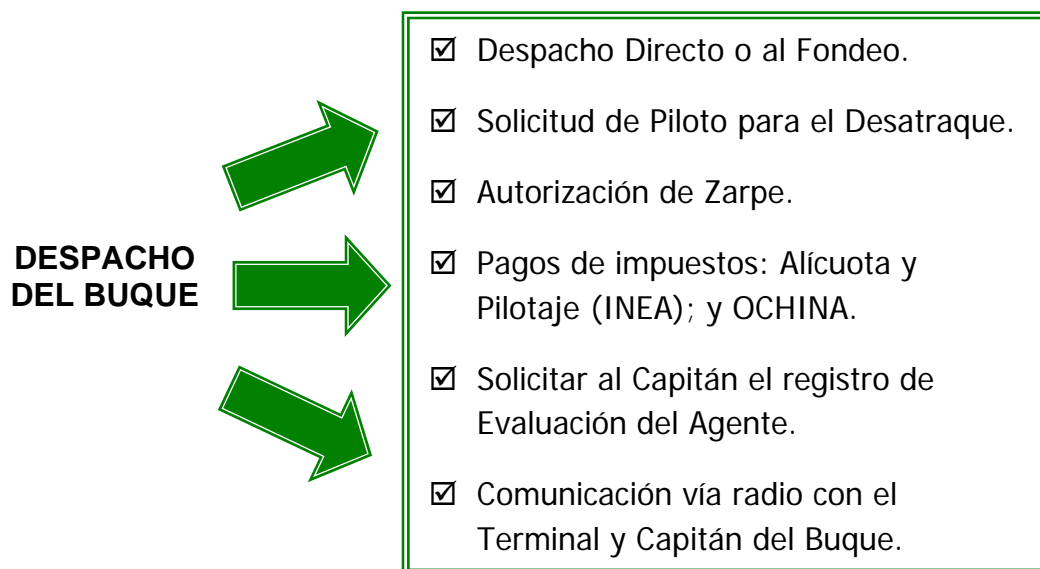 DESPACHO
DEL BUQUE
☑ Despacho Directo o al Fondeo.
☑ Solicitud de Piloto para el Desatraque.
☑ Autorización de Zarpe.
☑ Pagos de impuestos: Alícuota y
Pilotaje (INEA); y OCHINA.
☑ Solicitar al Capitán el registro de
Evaluación del Agente.
☑ Comunicación vía radio con el
Terminal y Capitán del Buque.